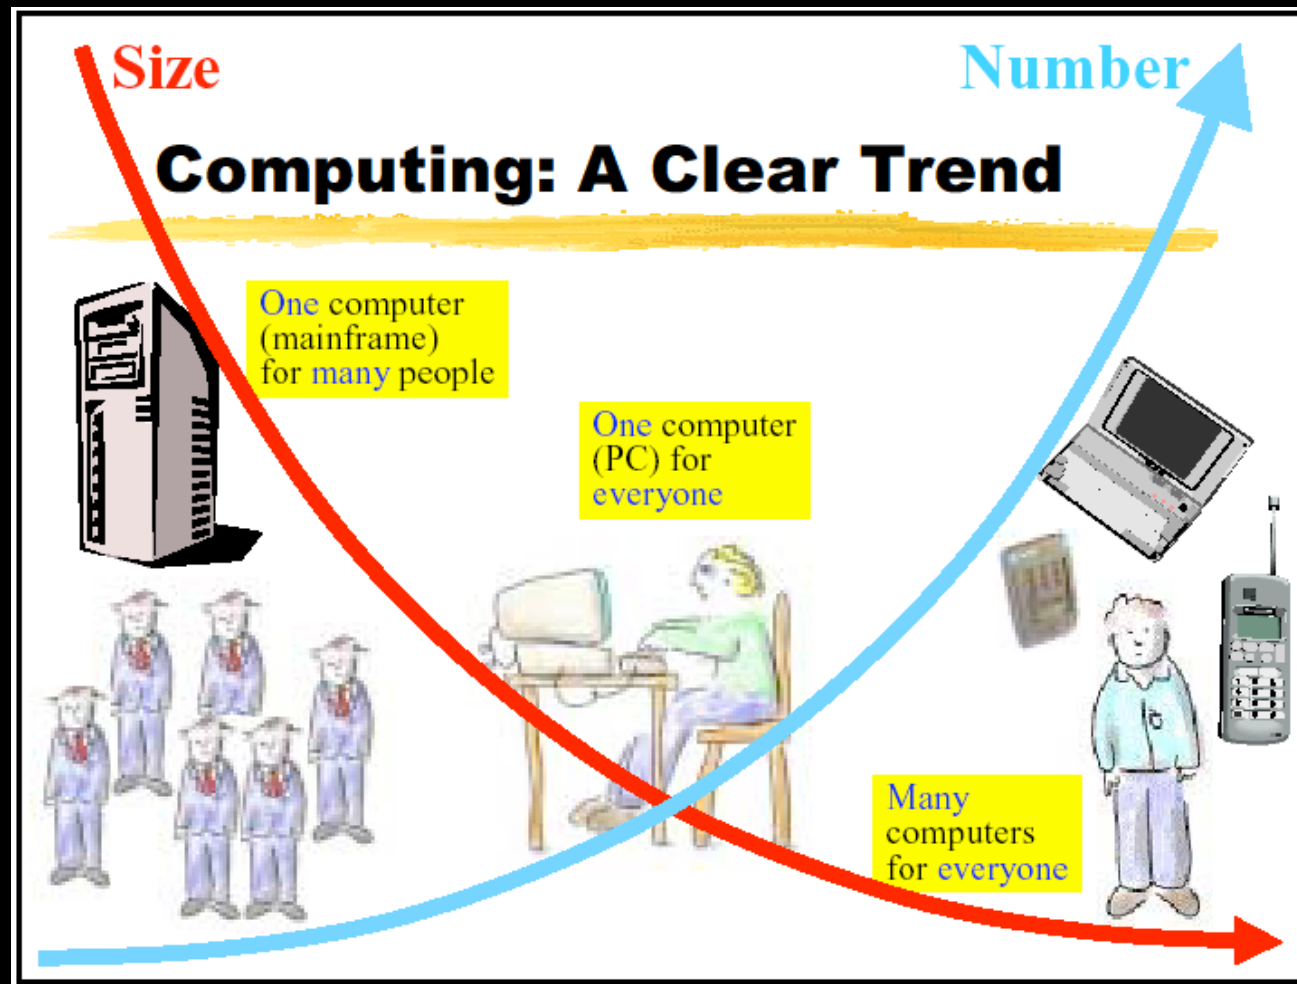 Size
Number
Computing: A Clear Trend
One computer
(mainframe)
for many people
One computer
(PC) for
everyone
Many
computers
for everyone